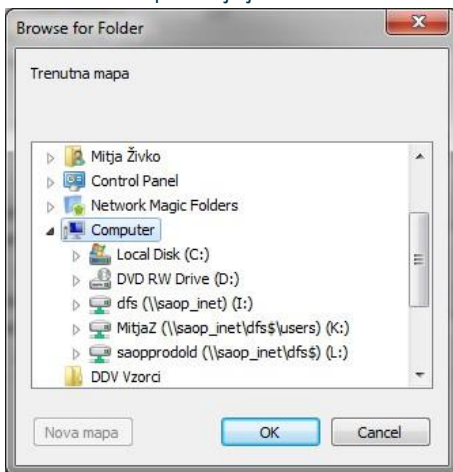 Browse for Folder
Trenutna mapa
Mitja Živko
Control Panel
Network Magic Folders
Computer
Local Disk (C:)
DVD RW Drive (D:)
dfs (\\saop_inet) (I:)
MitjaZ (\\saop_inet\dfs$\users) (K:)
saopprodold (\\saop_inet\dfs$) (L:)
DDV Vzorci
Nova mapa OK Cancel